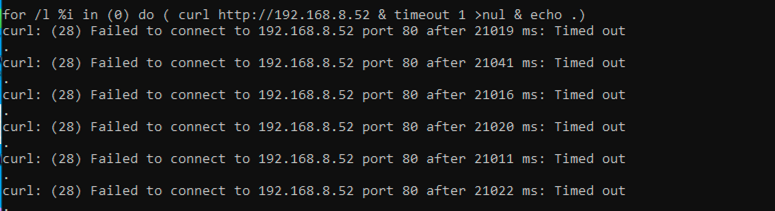 for /l %i in (0) do ( curl http://192.168.8.52 & timeout 1 >nul & echo .)
curl: (28) Failed to connect to 192.168.8.52 port 80 after 21019 ms: Timed out
.
curl: (28) Failed to connect to 192.168.8.52 port 80 after 21041 ms: Timed out
.
curl: (28) Failed to connect to 192.168.8.52 port 80 after 21016 ms: Timed out
.
curl: (28) Failed to connect to 192.168.8.52 port 80 after 21020 ms: Timed out
.
curl: (28) Failed to connect to 192.168.8.52 port 80 after 21011 ms: Timed out
.
curl: (28) Failed to connect to 192.168.8.52 port 80 after 21022 ms: Timed out
.